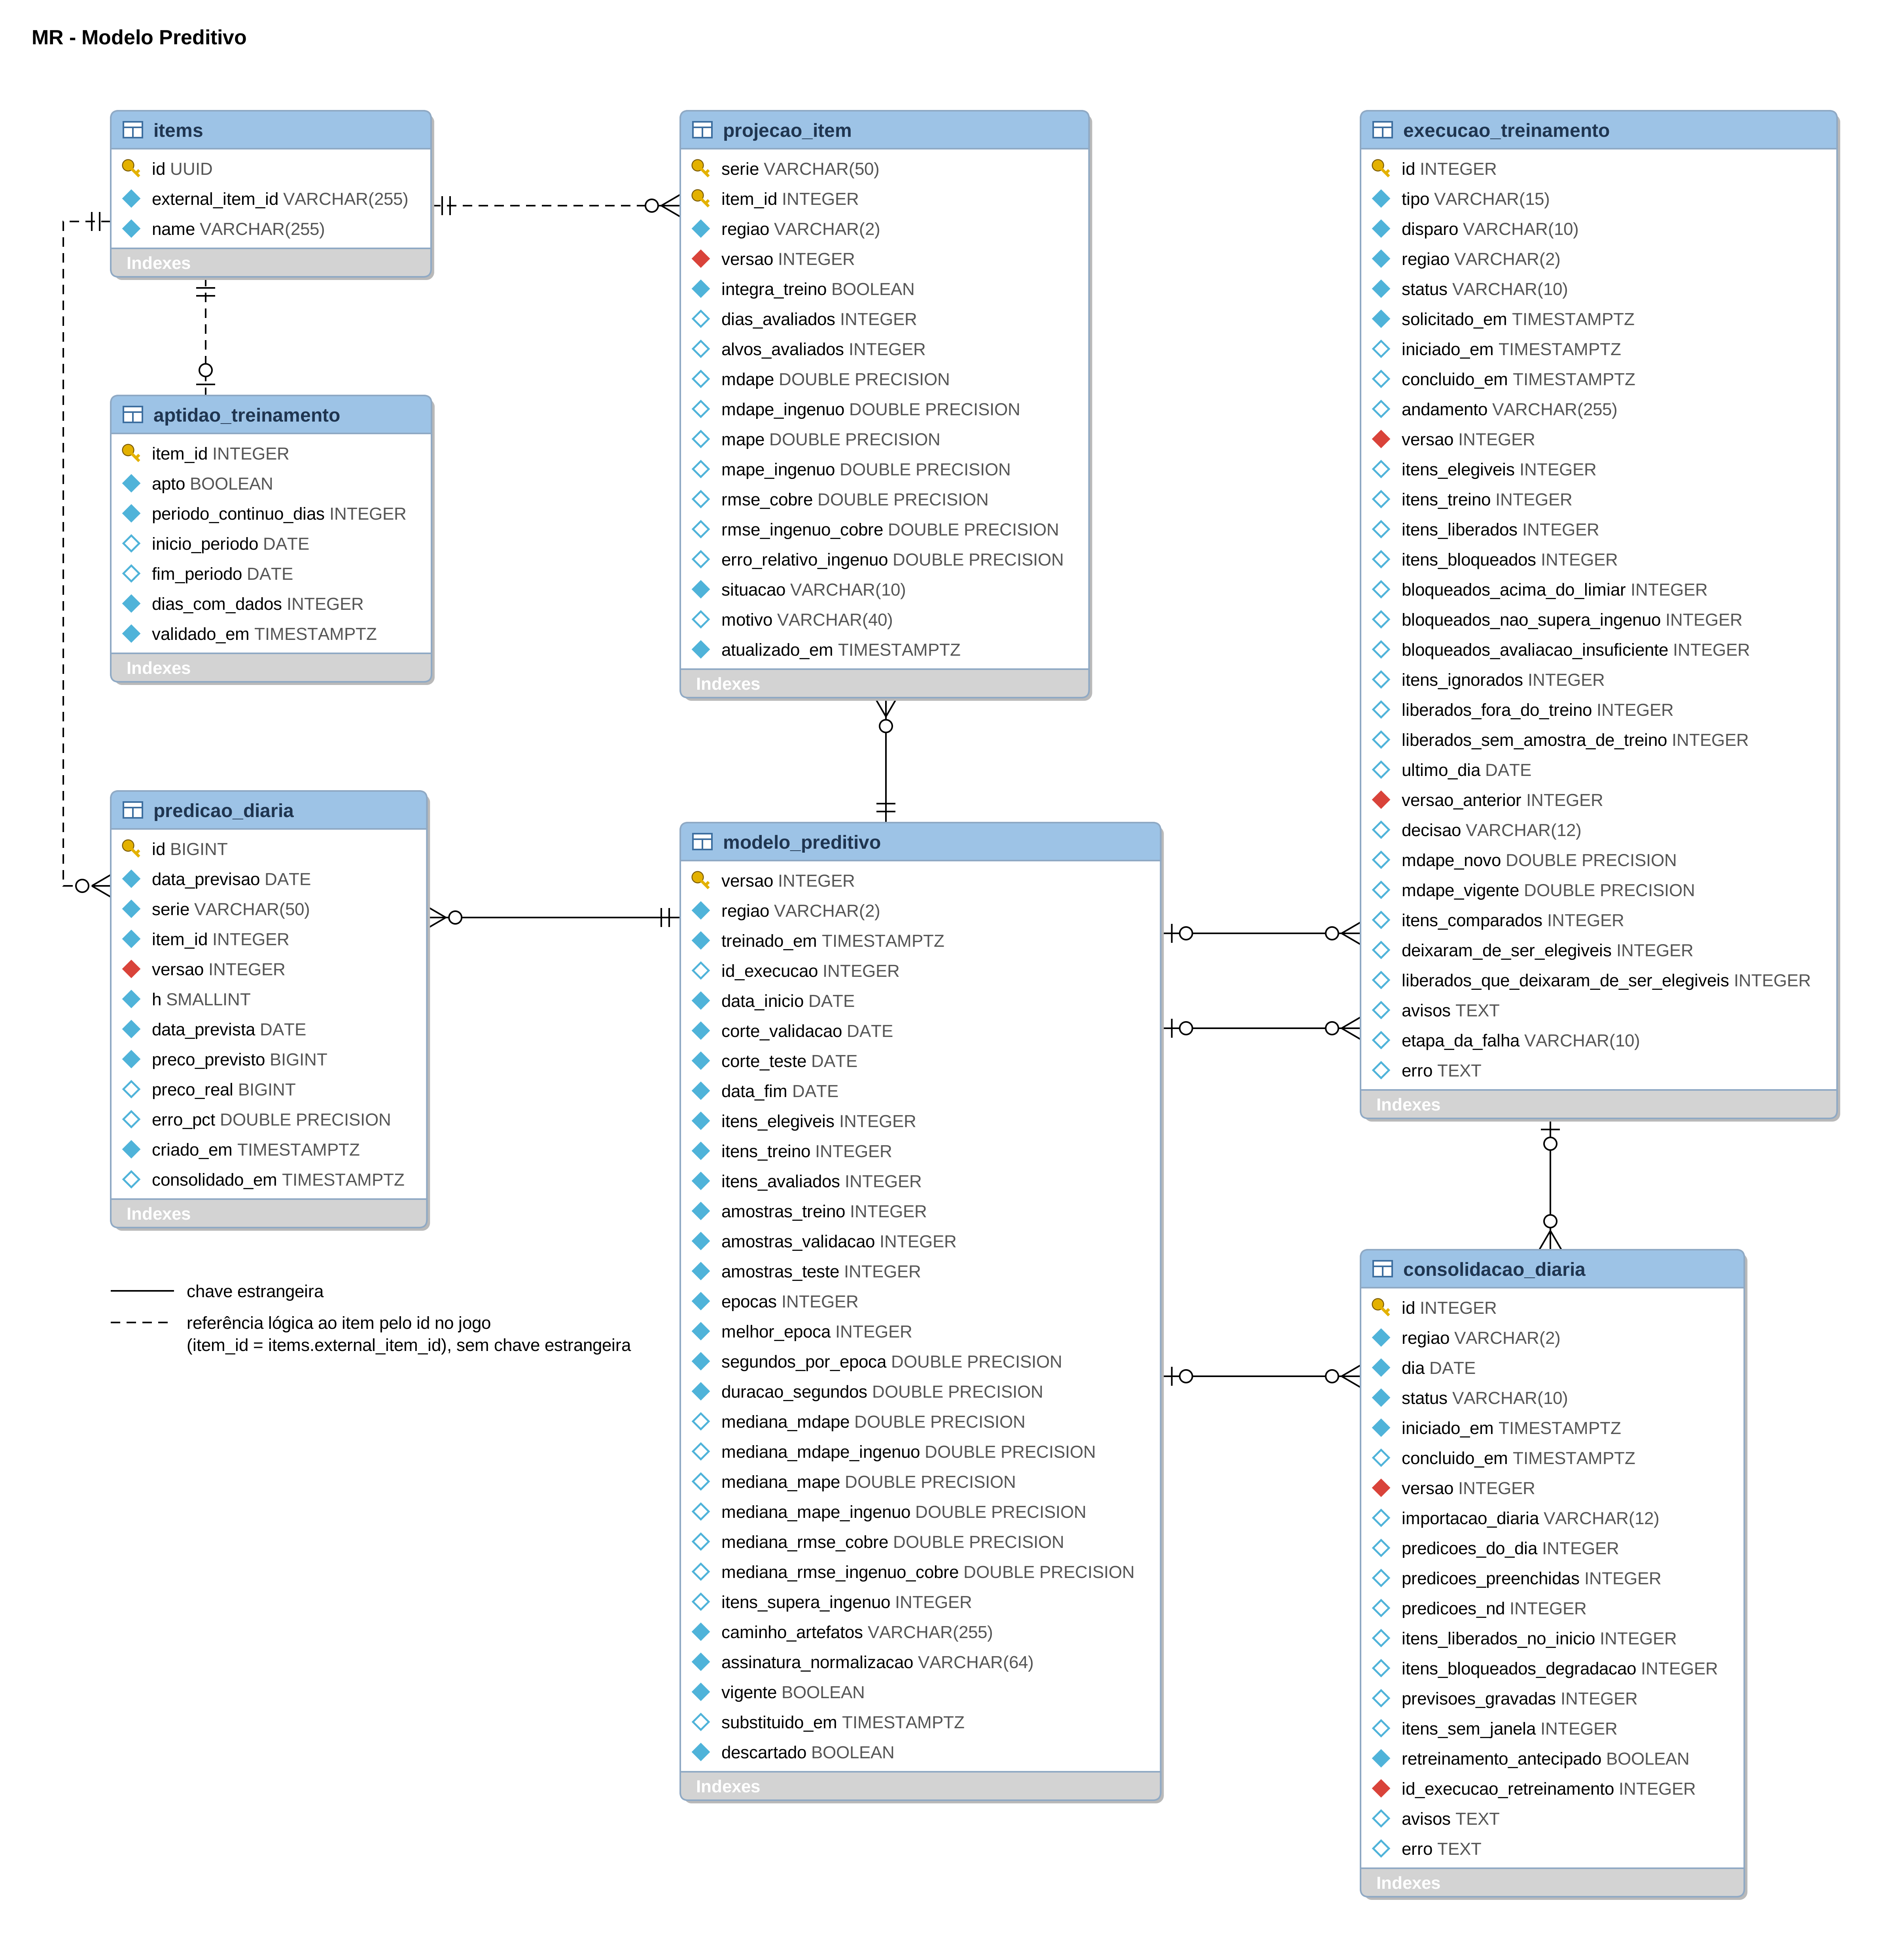 MR - Modelo Preditivo
items
id UUID
external_item_id VARCHAR(255)
name VARCHAR(255)
Indexes
aptidao_treinamento
item_id INTEGER
apto BOOLEAN
periodo_continuo_dias INTEGER
inicio_periodo DATE
fim_periodo DATE
dias_com_dados INTEGER
validado_em TIMESTAMPTZ
Indexes
predicao_diaria
id BIGINT
data_previsao DATE
serie VARCHAR(50)
item_id INTEGER
versao INTEGER
h SMALLINT
data_prevista DATE
preco_previsto BIGINT
preco_real BIGINT
erro_pct DOUBLE PRECISION
criado_em TIMESTAMPTZ
consolidado_em TIMESTAMPTZ
Indexes
chave estrangeira
referência lógica ao item pelo id no jogo
(item_id = items.external_item_id), sem chave estrangeira
projecao_item
serie VARCHAR(50)
item_id INTEGER
regiao VARCHAR(2)
versao INTEGER
integra_treino BOOLEAN
dias_avaliados INTEGER
alvos_avaliados INTEGER
mdape DOUBLE PRECISION
mdape_ingenuo DOUBLE PRECISION
mape DOUBLE PRECISION
mape_ingenuo DOUBLE PRECISION
rmse_cobre DOUBLE PRECISION
rmse_ingenuo_cobre DOUBLE PRECISION
erro_relativo_ingenuo DOUBLE PRECISION
situacao VARCHAR(10)
motivo VARCHAR(40)
atualizado_em TIMESTAMPTZ
Indexes
modelo_preditivo
versao INTEGER
regiao VARCHAR(2)
treinado_em TIMESTAMPTZ
id_execucao INTEGER
data_inicio DATE
corte_validacao DATE
corte_teste DATE
data_fim DATE
itens_elegiveis INTEGER
itens_treino INTEGER
itens_avaliados INTEGER
amostras_treino INTEGER
amostras_validacao INTEGER
amostras_teste INTEGER
epocas INTEGER
melhor_epoca INTEGER
segundos_por_epoca DOUBLE PRECISION
duracao_segundos DOUBLE PRECISION
mediana_mdape DOUBLE PRECISION
mediana_mdape_ingenuo DOUBLE PRECISION
mediana_mape DOUBLE PRECISION
mediana_mape_ingenuo DOUBLE PRECISION
mediana_rmse_cobre DOUBLE PRECISION
mediana_rmse_ingenuo_cobre DOUBLE PRECISION
itens_supera_ingenuo INTEGER
caminho_artefatos VARCHAR(255)
assinatura_normalizacao VARCHAR(64)
vigente BOOLEAN
substituido_em TIMESTAMPTZ
descartado BOOLEAN
Indexes
execucao_treinamento
id INTEGER
tipo VARCHAR(15)
disparo VARCHAR(10)
regiao VARCHAR(2)
status VARCHAR(10)
solicitado_em TIMESTAMPTZ
iniciado_em TIMESTAMPTZ
concluido_em TIMESTAMPTZ
andamento VARCHAR(255)
versao INTEGER
itens_elegiveis INTEGER
itens_treino INTEGER
itens_liberados INTEGER
itens_bloqueados INTEGER
bloqueados_acima_do_limiar INTEGER
bloqueados_nao_supera_ingenuo INTEGER
bloqueados_avaliacao_insuficiente INTEGER
itens_ignorados INTEGER
liberados_fora_do_treino INTEGER
liberados_sem_amostra_de_treino INTEGER
ultimo_dia DATE
versao_anterior INTEGER
decisao VARCHAR(12)
mdape_novo DOUBLE PRECISION
mdape_vigente DOUBLE PRECISION
itens_comparados INTEGER
deixaram_de_ser_elegiveis INTEGER
liberados_que_deixaram_de_ser_elegiveis INTEGER
avisos TEXT
etapa_da_falha VARCHAR(10)
erro TEXT
Indexes
consolidacao_diaria
id INTEGER
regiao VARCHAR(2)
dia DATE
status VARCHAR(10)
iniciado_em TIMESTAMPTZ
concluido_em TIMESTAMPTZ
versao INTEGER
importacao_diaria VARCHAR(12)
predicoes_do_dia INTEGER
predicoes_preenchidas INTEGER
predicoes_nd INTEGER
itens_liberados_no_inicio INTEGER
itens_bloqueados_degradacao INTEGER
previsoes_gravadas INTEGER
itens_sem_janela INTEGER
retreinamento_antecipado BOOLEAN
id_execucao_retreinamento INTEGER
avisos TEXT
erro TEXT
Indexes